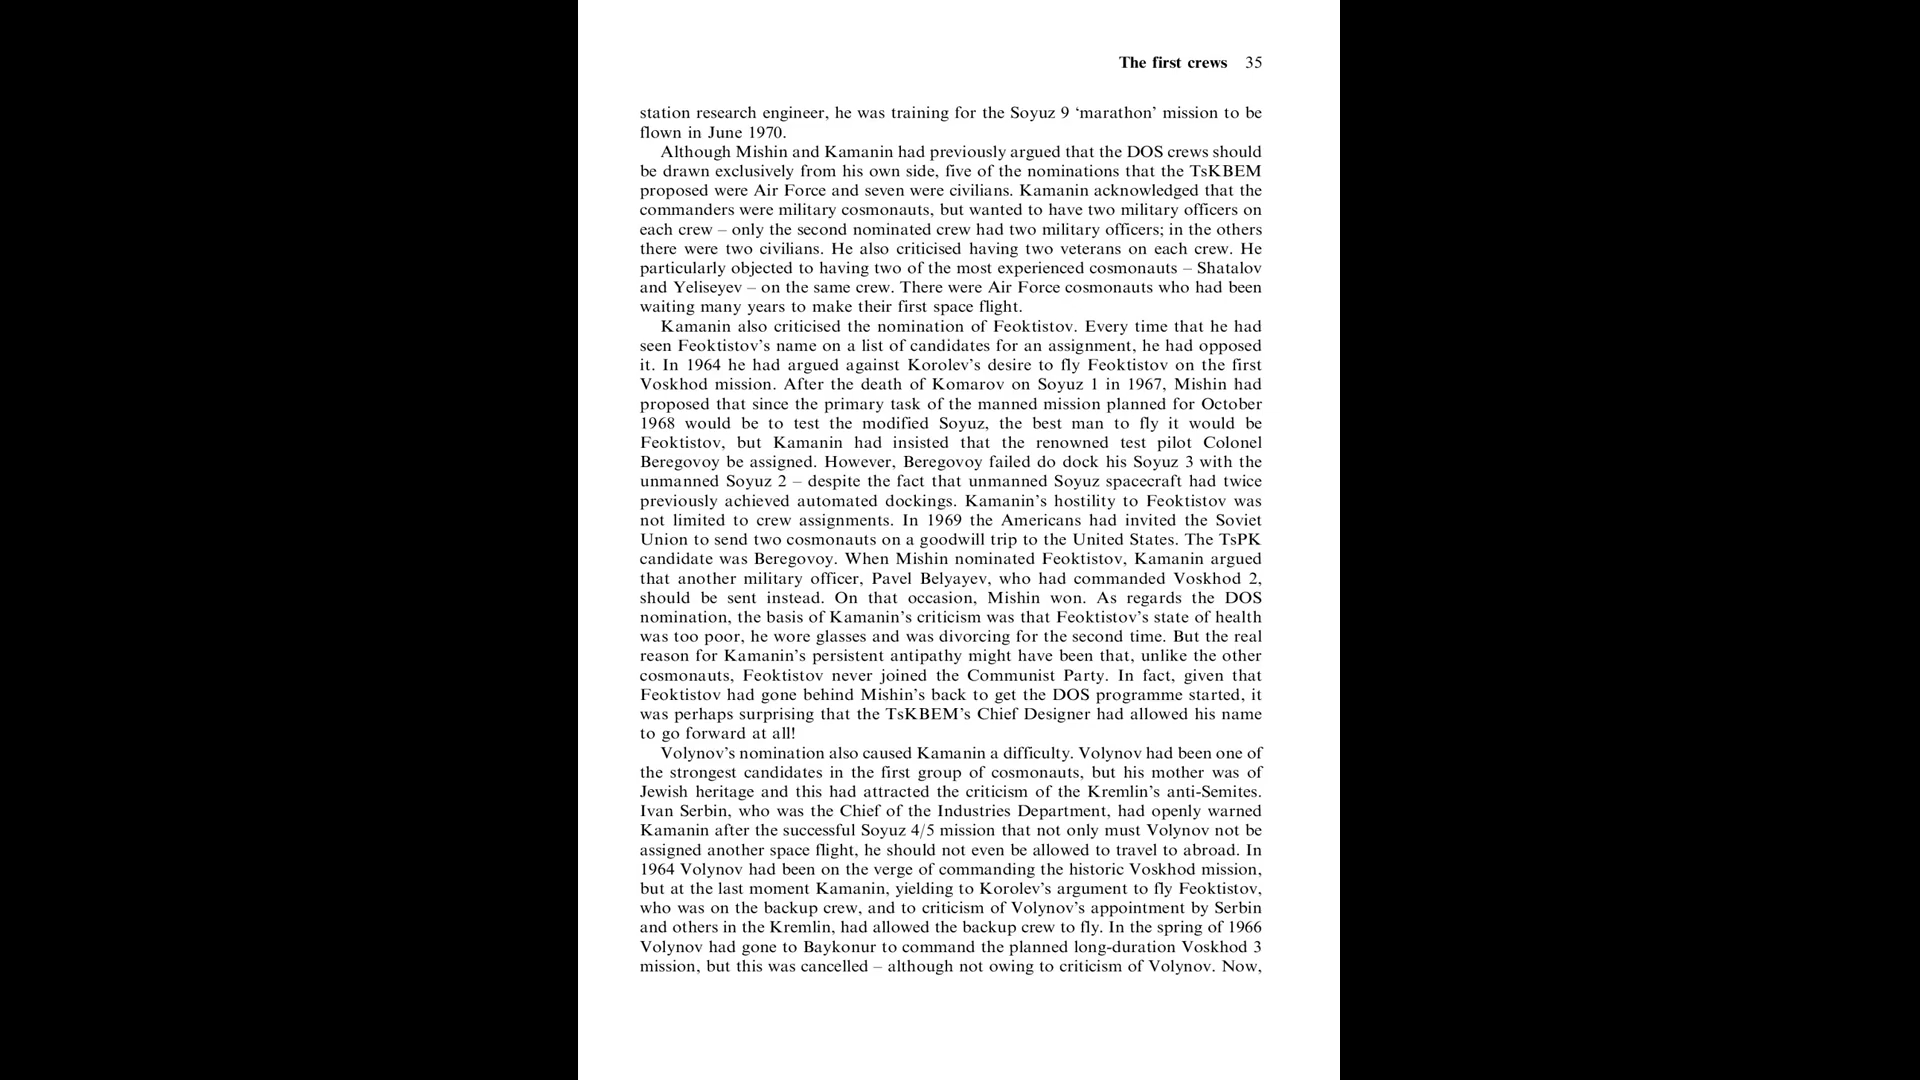 The first crews 35
station research engineer, he was training for the Soyuz 9 ‘marathon’ mission to be
flown in June 1970.
Although Mishin and Kamanin had previously argued that the DOS crews should
be drawn exclusively from his own side, five of the nominations that the TsKBEM
proposed were Air Force and seven were civilians. Kamanin acknowledged that the
commanders were military cosmonauts, but wanted to have two military officers on
each crew – only the second nominated crew had two military officers; in the others
there were two civilians. He also criticised having two veterans on each crew. He
particularly objected to having two of the most experienced cosmonauts – Shatalov
and Yeliseyev – on the same crew. There were Air Force cosmonauts who had been
waiting many years to make their first space flight.
Kamanin also criticised the nomination of Feoktistov. Every time that he had
seen Feoktistov’s name on a list of candidates for an assignment, he had opposed
it. In 1964 he had argued against Korolev’s desire to fly Feoktistov on the first
Voskhod mission. After the death of Komarov on Soyuz 1 in 1967, Mishin had
proposed that since the primary task of the manned mission planned for October
1968 would be to test the modified Soyuz, the best man to fly it would be
Feoktistov, but Kamanin had insisted that the renowned test pilot Colonel
Beregovoy be assigned. However, Beregovoy failed do dock his Soyuz 3 with the
unmanned Soyuz 2 – despite the fact that unmanned Soyuz spacecraft had twice
previously achieved automated dockings. Kamanin’s hostility to Feoktistov was
not limited to crew assignments. In 1969 the Americans had invited the Soviet
Union to send two cosmonauts on a goodwill trip to the United States. The TsPK
candidate was Beregovoy. When Mishin nominated Feoktistov, Kamanin argued
that another military officer, Pavel Belyayev, who had commanded Voskhod 2,
should be sent instead. On that occasion, Mishin won. As regards the DOS
nomination, the basis of Kamanin’s criticism was that Feoktistov’s state of health
was too poor, he wore glasses and was divorcing for the second time. But the real
reason for Kamanin’s persistent antipathy might have been that, unlike the other
cosmonauts, Feoktistov never joined the Communist Party. In fact, given that
Feoktistov had gone behind Mishin’s back to get the DOS programme started, it
was perhaps surprising that the TsKBEM’s Chief Designer had allowed his name
to go forward at all!
Volynov’s nomination also caused Kamanin a difficulty. Volynov had been one of
the strongest candidates in the first group of cosmonauts, but his mother was of
Jewish heritage and this had attracted the criticism of the Kremlin’s anti-Semites.
Ivan Serbin, who was the Chief of the Industries Department, had openly warned
Kamanin after the successful Soyuz 4/5 mission that not only must Volynov not be
assigned another space flight, he should not even be allowed to travel to abroad. In
1964 Volynov had been on the verge of commanding the historic Voskhod mission,
but at the last moment Kamanin, yielding to Korolev’s argument to fly Feoktistov,
who was on the backup crew, and to criticism of Volynov’s appointment by Serbin
and others in the Kremlin, had allowed the backup crew to fly. In the spring of 1966
Volynov had gone to Baykonur to command the planned long-duration Voskhod 3
mission, but this was cancelled – although not owing to criticism of Volynov. Now,